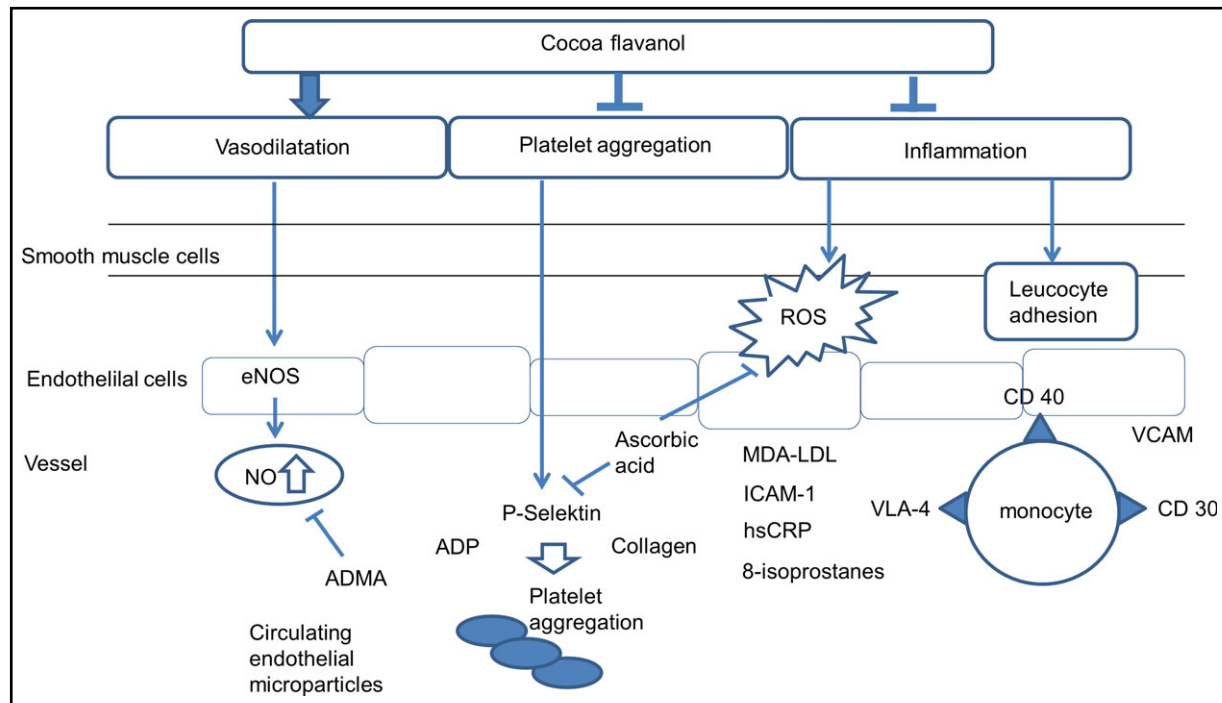 Cocoa flavanol
Vasodilatation
Platelet aggregation
Inflammation
Smooth muscle cells
ROS
Leucocyte
adhesion
Endothelilal cells
eNOS
CD 40
VCAM
Vessel
NO
Ascorbic
acid
MDA-LDL
ICAM-1
hsCRP
8-isoprostanes
VLA-4
monocyte
CD 30
P-Selektin
ADP
Collagen
ADMA
Platelet
aggregation
Circulating
endothelial
microparticles